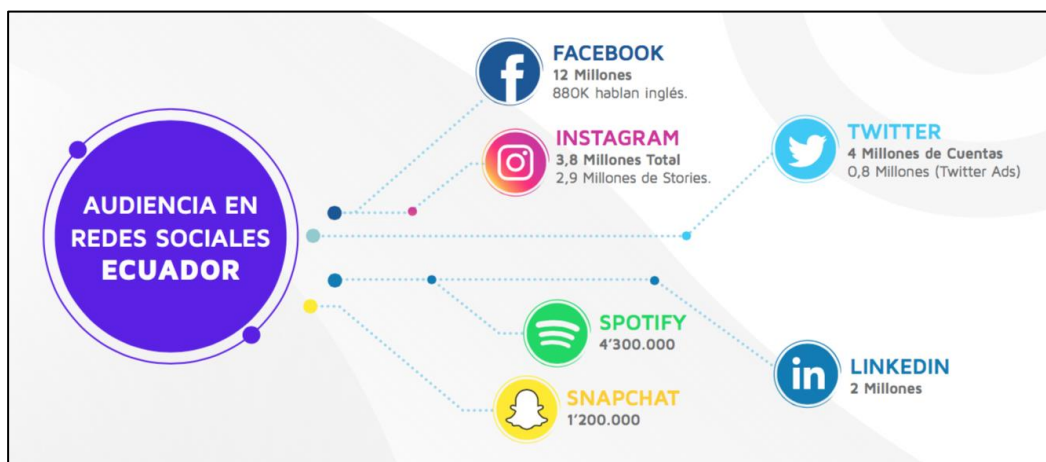 AUDIENCIA EN
REDES SOCIALES
ECUADOR
FACEBOOK
12 Millones
880K hablan inglés.
INSTAGRAM
3,8 Millones Total
2,9 Millones de Stories.
TWITTER
4 Millones de Cuentas
0,8 Millones (Twitter Ads)
SPOTIFY
4'300.000
LINKEDIN
2 Millones
SNAPCHAT
1'200.000